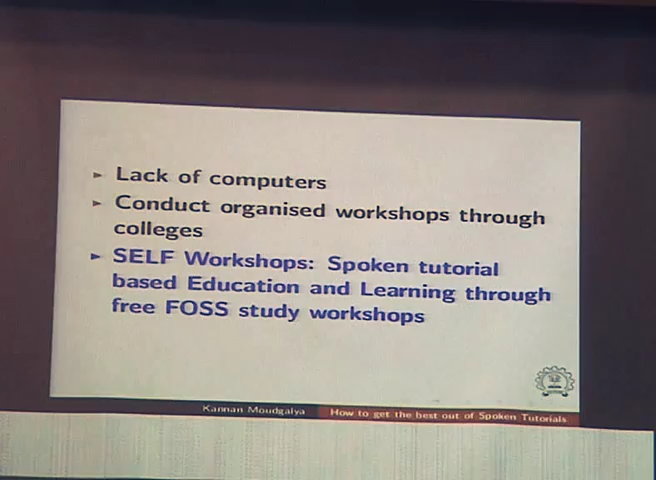 ► Lack of computers
► Conduct organised workshops through
colleges
► SELF Workshops: Spoken tutorial
based Education and Learning through
free FOSS study workshops
Kannan Moudgalya How to get the best out of Spoken Tutorials